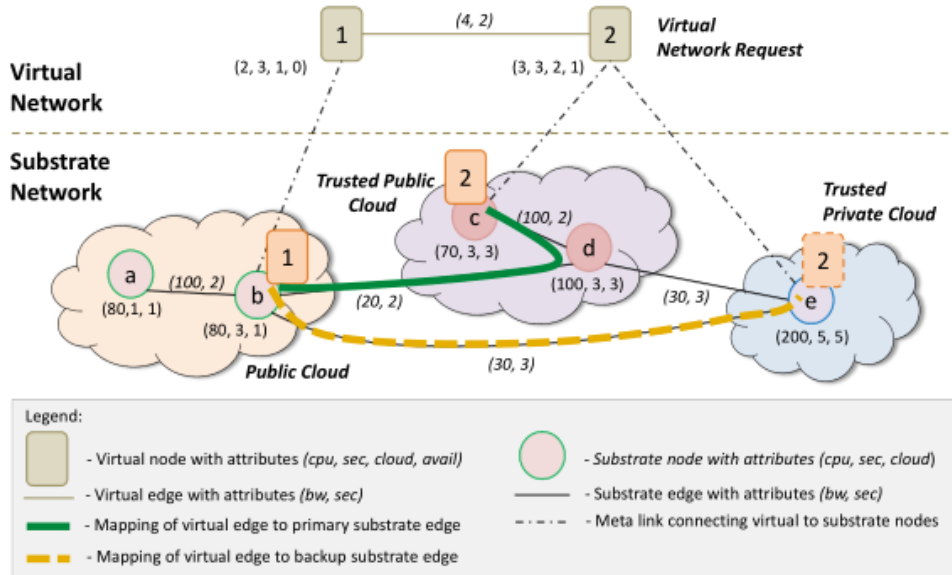 1
(4, 2)
2
Virtual
Network Request
(2, 3, 1, 0)
(3, 3, 2, 1)
Virtual
Network
Substrate
Network
Trusted Public
Cloud
2
Trusted
Private Cloud
c
(100, 2)
d
(70, 3, 3)
(100, 3, 3)
1
2
a
(100, 2)
b
(80,1, 1)
(80, 3, 1)
(20, 2)
(30, 3)
e
(200, 5, 5)
(30, 3)
Public Cloud
Legend:
- Virtual node with attributes (cpu, sec, cloud, avail)
- Substrate node with attributes (cpu, sec, cloud)
- Virtual edge with attributes (bw, sec)
- Substrate edge with attributes (bw, sec)
- Mapping of virtual edge to primary substrate edge
- Meta link connecting virtual to substrate nodes
- Mapping of virtual edge to backup substrate edge